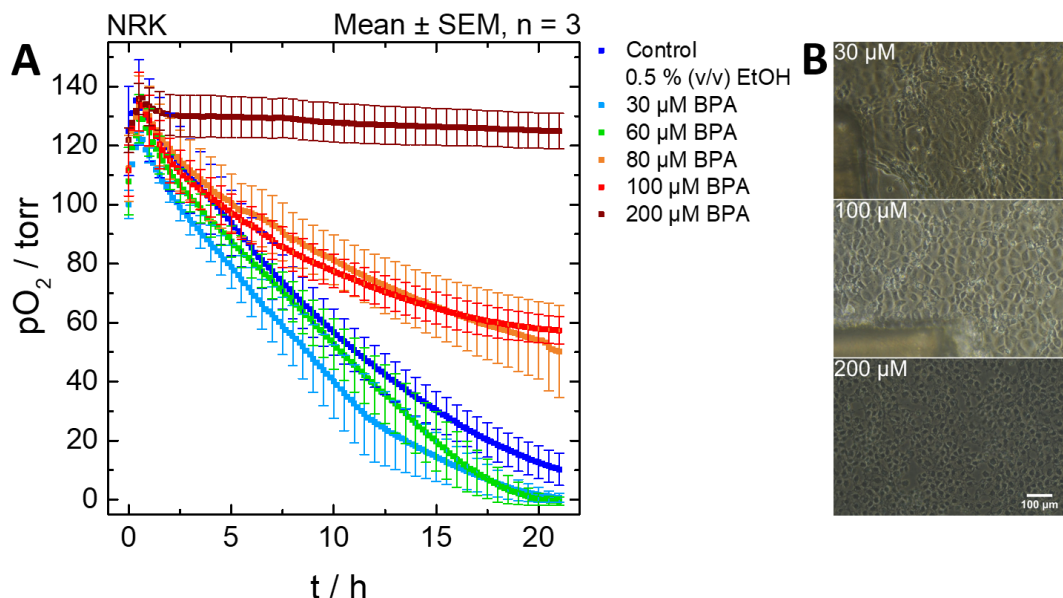 NRK Mean ± SEM, n = 3
A
140
120
100
80
60
40
20
0
pO₂ / torr
0 5 10 15 20
t / h
Control
0.5 % (v/v) EtOH
30 µM BPA
60 µM BPA
80 µM BPA
100 µM BPA
200 µM BPA
B
30 µM
100 µM
200 µM
100 µm